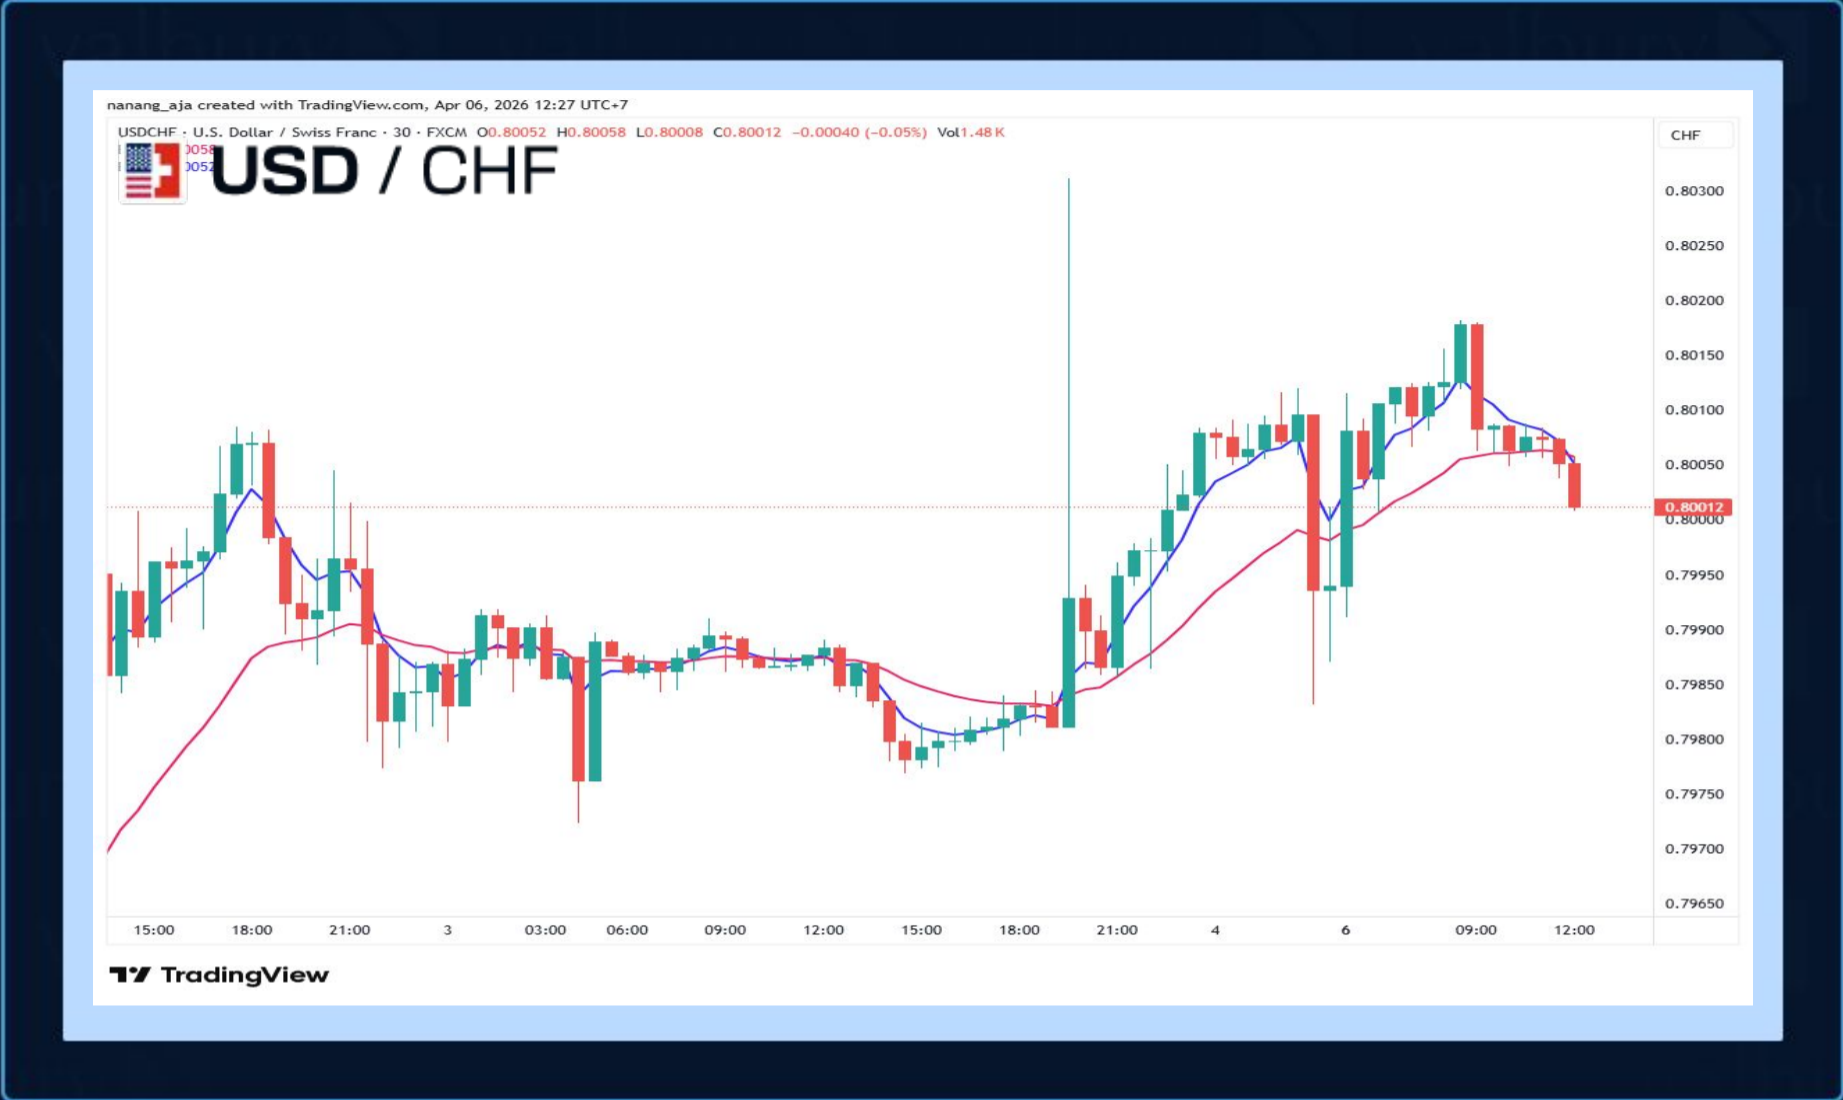 nanang_aja created with TradingView.com, Apr 06, 2026 12:27 UTC+7
USDCHF · U.S. Dollar / Swiss Franc · 30 · FXCM O0.80052 H0.80058 L0.80008 C0.80012 −0.00040 (−0.05%) Vol1.48 K
CHF
USD / CHF
0.80300
0.80250
0.80200
0.80150
0.80100
0.80050
0.80012
0.80000
0.79950
0.79900
0.79850
0.79800
0.79750
0.79700
0.79650
15:00 18:00 21:00 3 03:00 06:00 09:00 12:00 15:00 18:00 21:00 4 6 09:00 12:00
TradingView